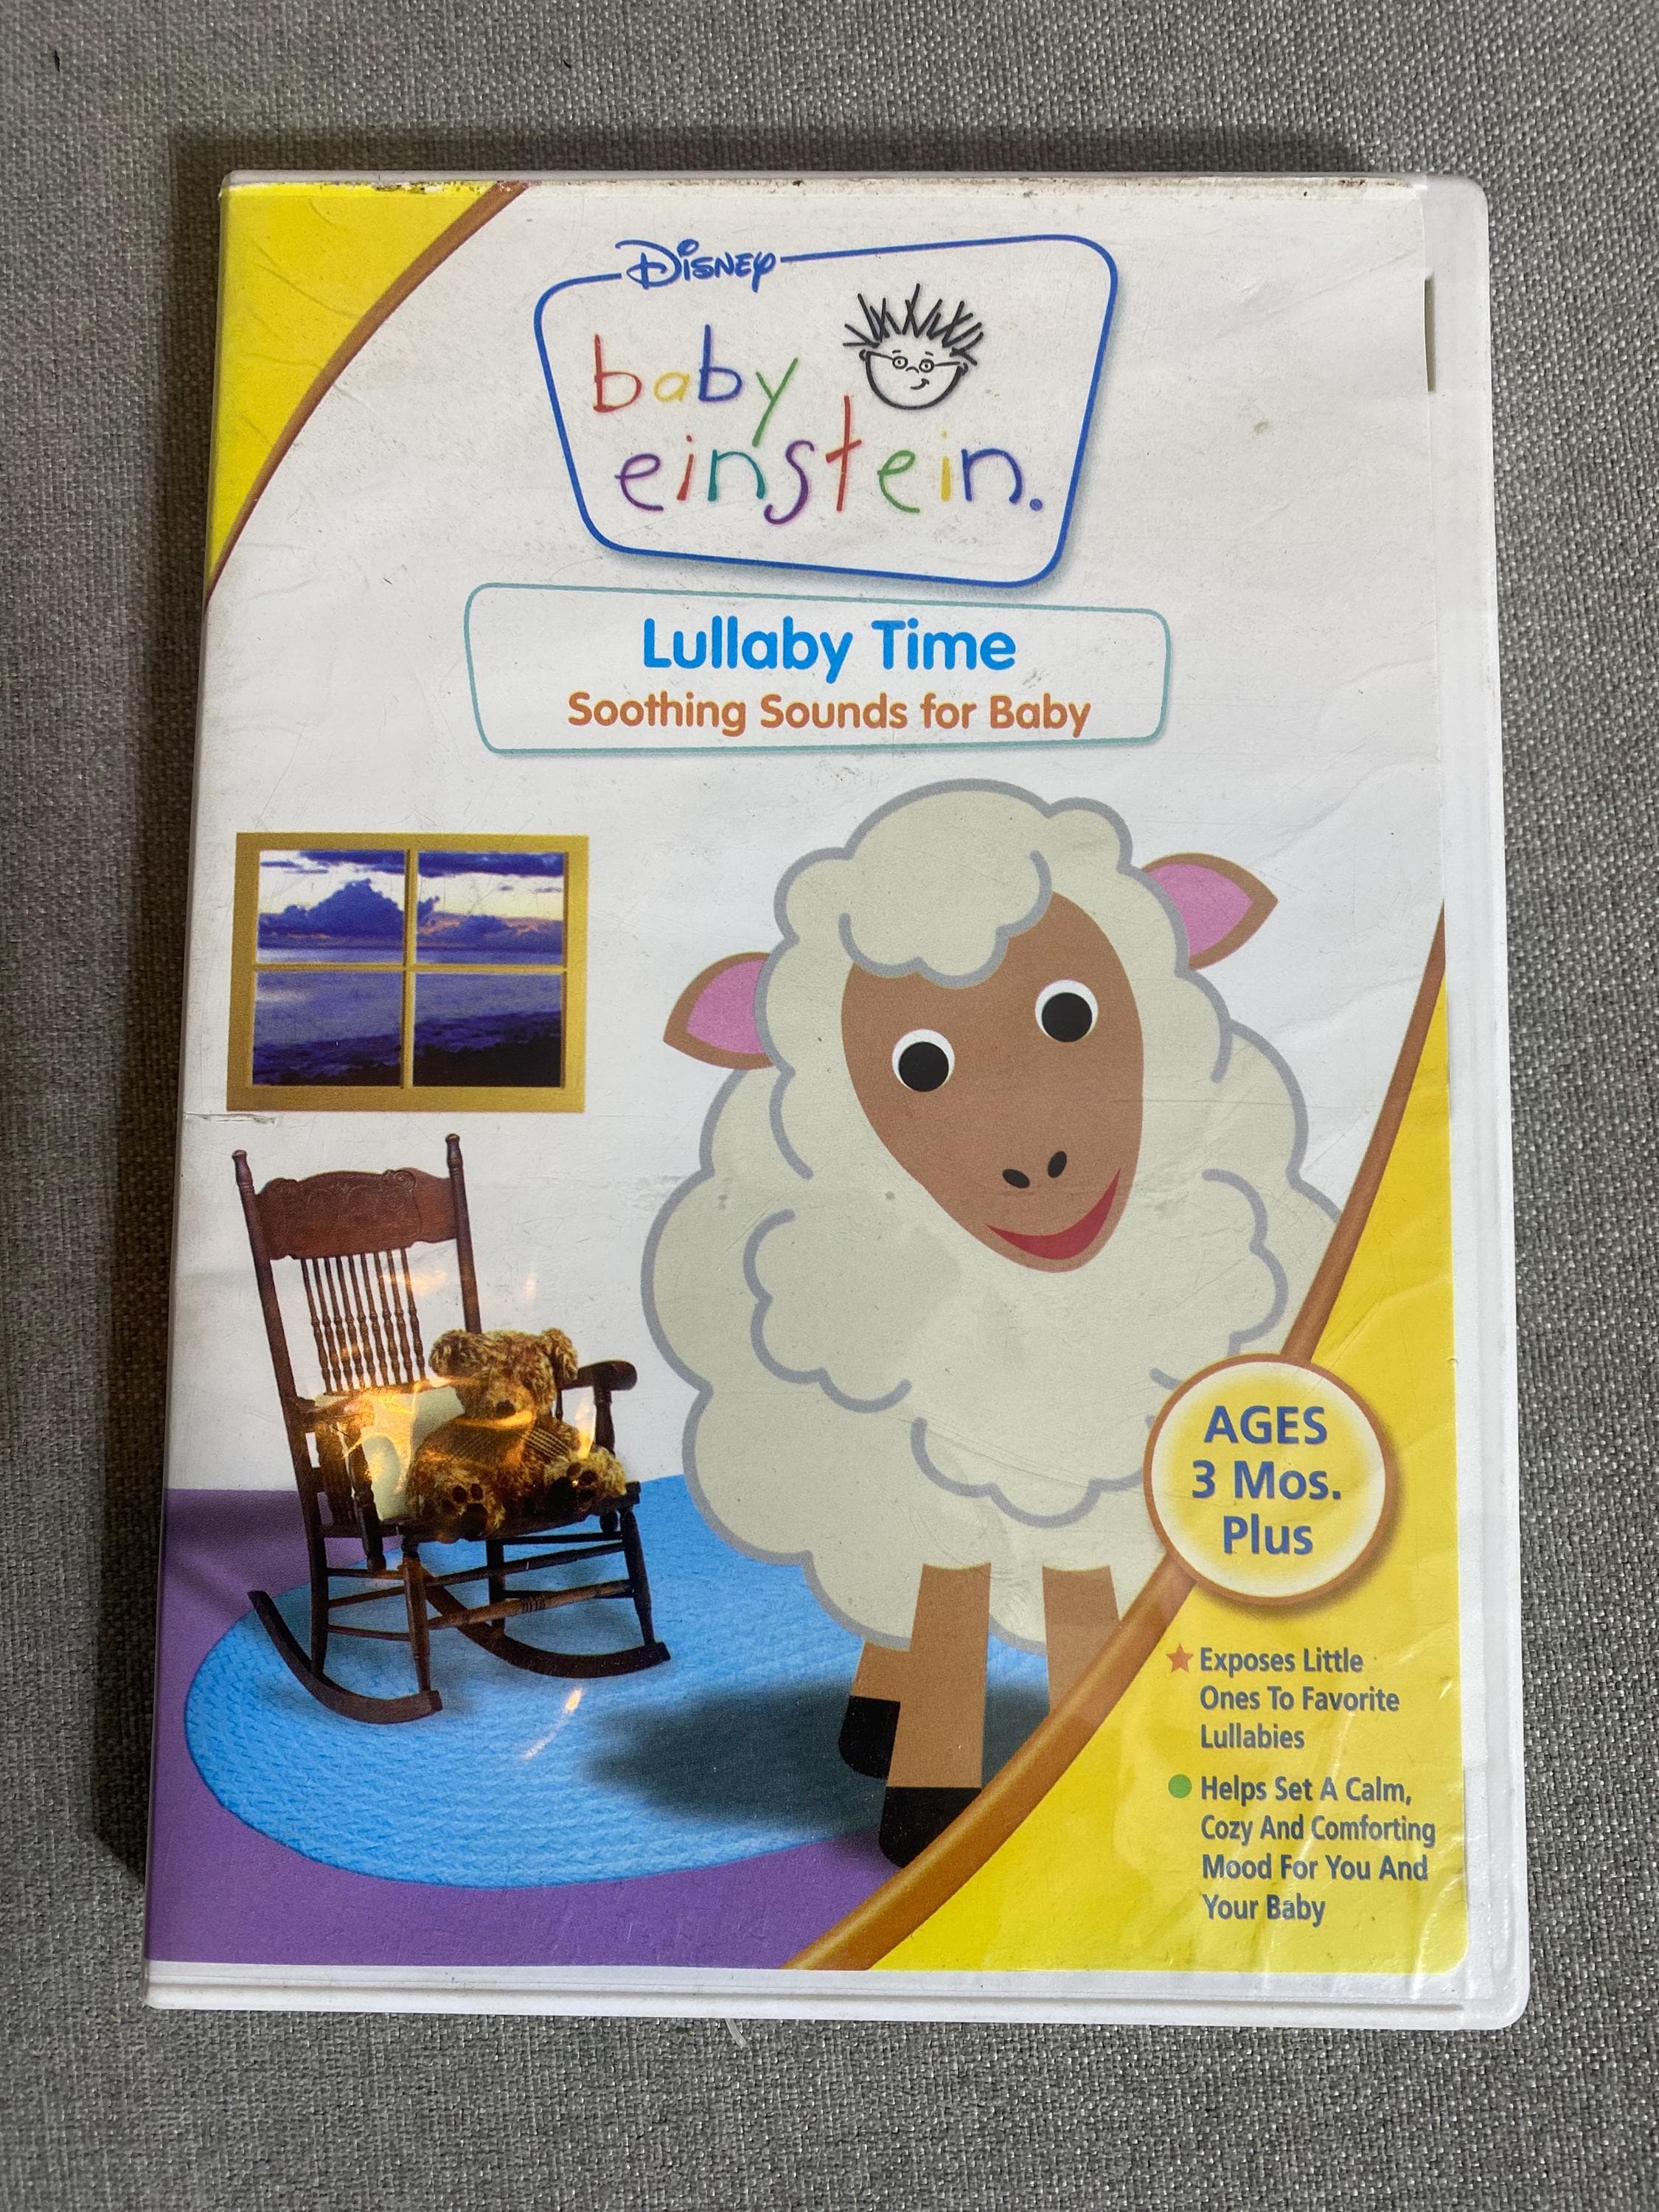 Disney
baby
einstein.
Lullaby Time
Soothing Sounds for Baby
AGES
3 Mos.
Plus
Exposes Little
Ones To Favorite
Lullabies
Helps Set A Calm,
Cozy And Comforting
Mood For You And
Your Baby